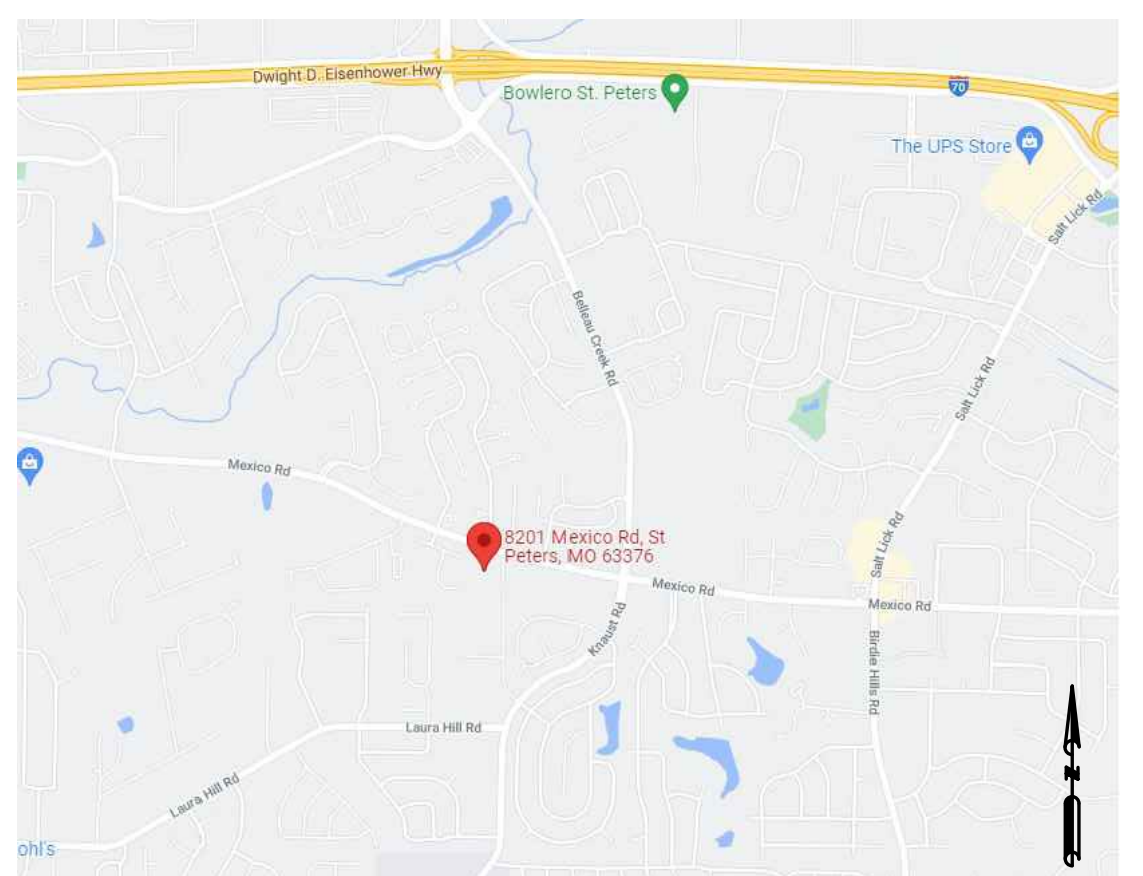 Dwight D. Eisenhower Hwy
Bowlero St. Peters
70
The UPS Store
Salt Lick Rd
Belleau Creek Rd
Salt Lick Rd
Mexico Rd
Salt Lick Rd
8201 Mexico Rd, St
Peters, MO 63376
Mexico Rd
Mexico Rd
Knaust Rd
Birdie Hills Rd
Laura Hill Rd
Laura Hill Rd
N
ohl's